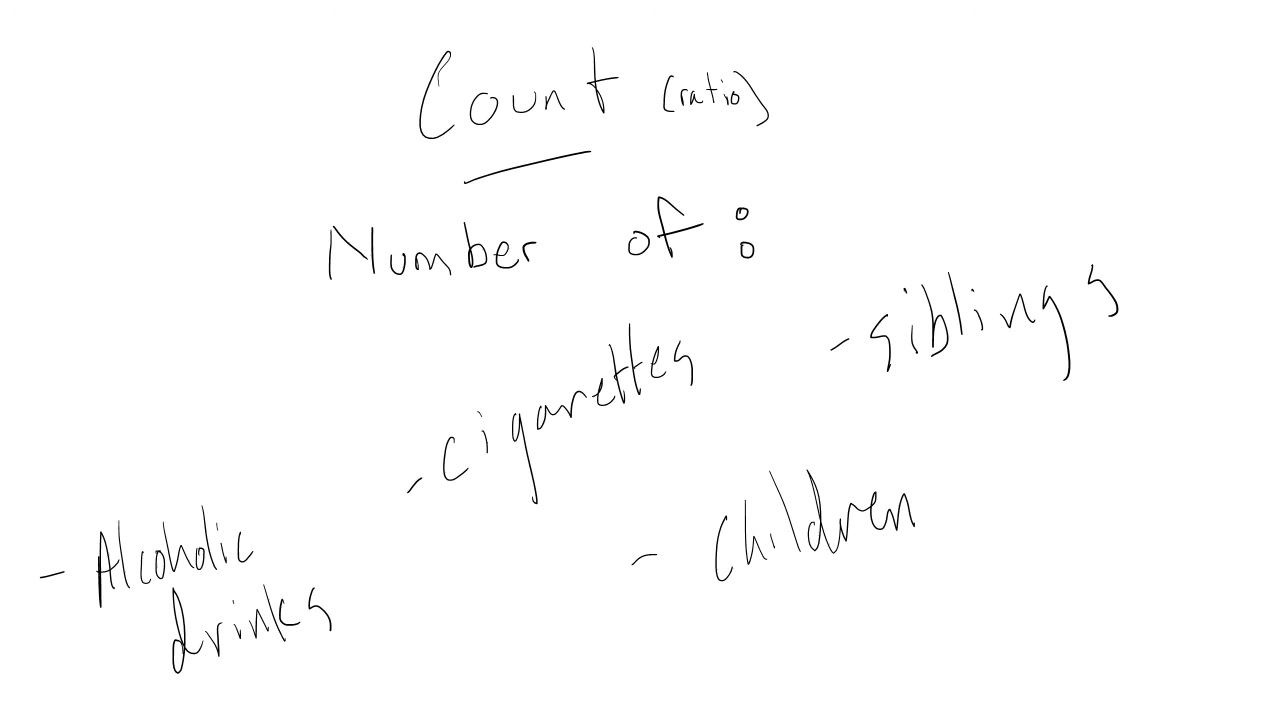 Count (ratio)
Number of:
- siblings
- cigarettes
- children
- Alcoholic
drinks